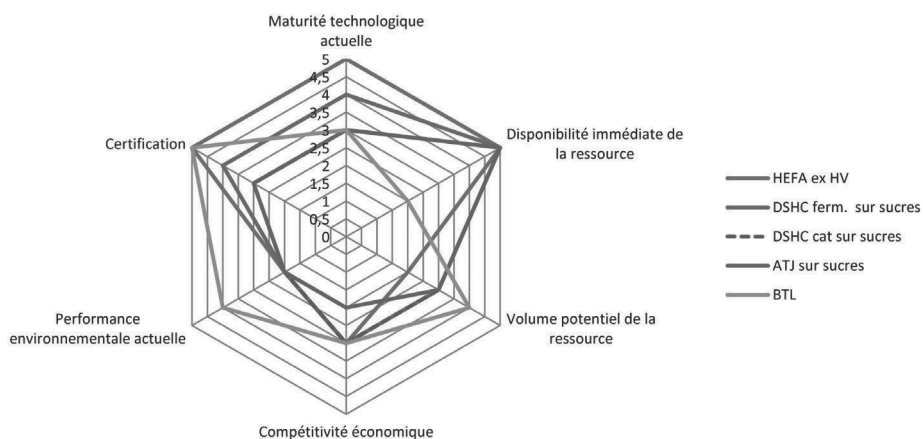 Maturité technologique
actuelle
5
4,5
4
3,5
3
2,5
2
1,5
1
0,5
0
Disponibilité immédiate de
la ressource
Volume potentiel de la
ressource
Compétitivité économique
Performance
environnementale actuelle
Certification
HEFA ex HV
DSHC ferm. sur sucres
DSHC cat sur sucres
ATJ sur sucres
BTL